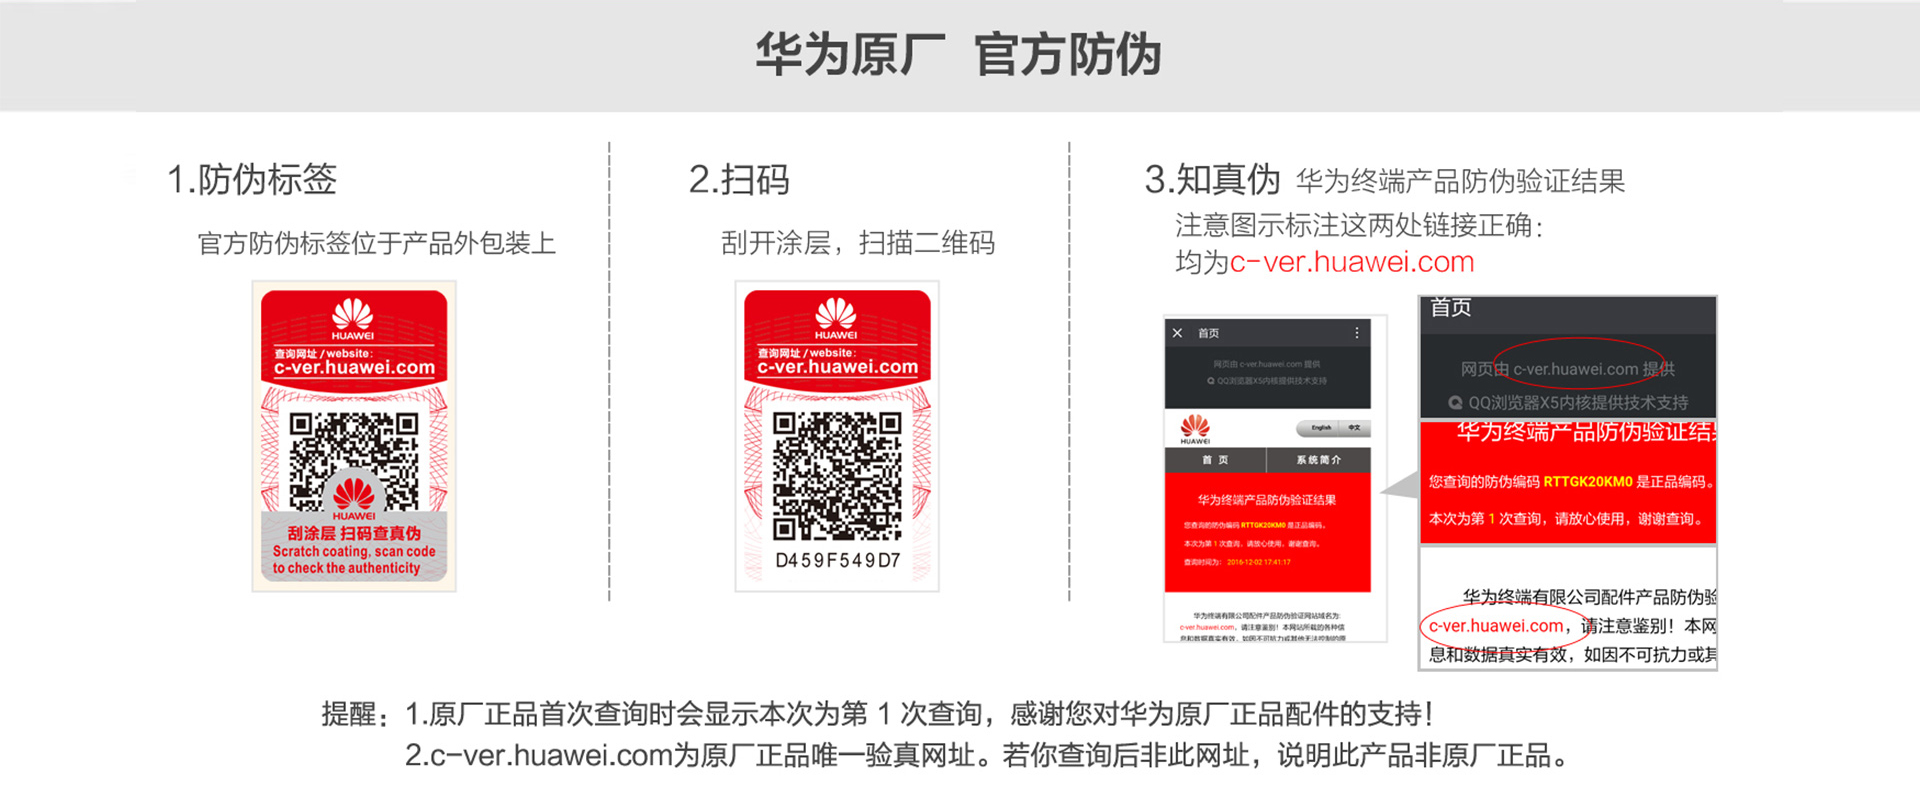 华为原厂 官方防伪
1.防伪标签
官方防伪标签位于产品外包装上
HUAWEI
查询网址/website:
c-ver.huawei.com
HUAWEI
刮涂层 扫码查真伪
Scratch coating, scan code
to check the authenticity
2.扫码
刮开涂层，扫描二维码
HUAWEI
查询网址/website:
c-ver.huawei.com
D459F549D7
3.知真伪 华为终端产品防伪验证结果
注意图示标注这两处链接正确：
均为c-ver.huawei.com
首页
网页由 c-ver.huawei.com 提供
QQ浏览器X5内核提供技术支持
HUAWEI
English 中文
首 页 系统简介
华为终端产品防伪验证结果
您查询的防伪编码 RTTGK20KM0 是正品编码。
本次为第 1 次查询，请放心使用，谢谢查询。
查询时间为： 2016-12-02 17:41:17
华为终端有限公司配件产品防伪验证网站域名为:
c-ver.huawei.com，请注意鉴别！本网站所载的各种信
息和数据真实有效，如因不可抗力或其他无法控制的原
首页
网页由 c-ver.huawei.com 提供
QQ浏览器X5内核提供技术支持
华为终端产品防伪验证结
您查询的防伪编码 RTTGK20KM0 是正品编码。
本次为第 1 次查询，请放心使用，谢谢查询。
华为终端有限公司配件产品防伪验
c-ver.huawei.com，请注意鉴别！本网
息和数据真实有效，如因不可抗力或其
提醒：1.原厂正品首次查询时会显示本次为第 1 次查询，感谢您对华为原厂正品配件的支持！
2.c-ver.huawei.com为原厂正品唯一验真网址。若你查询后非此网址，说明此产品非原厂正品。